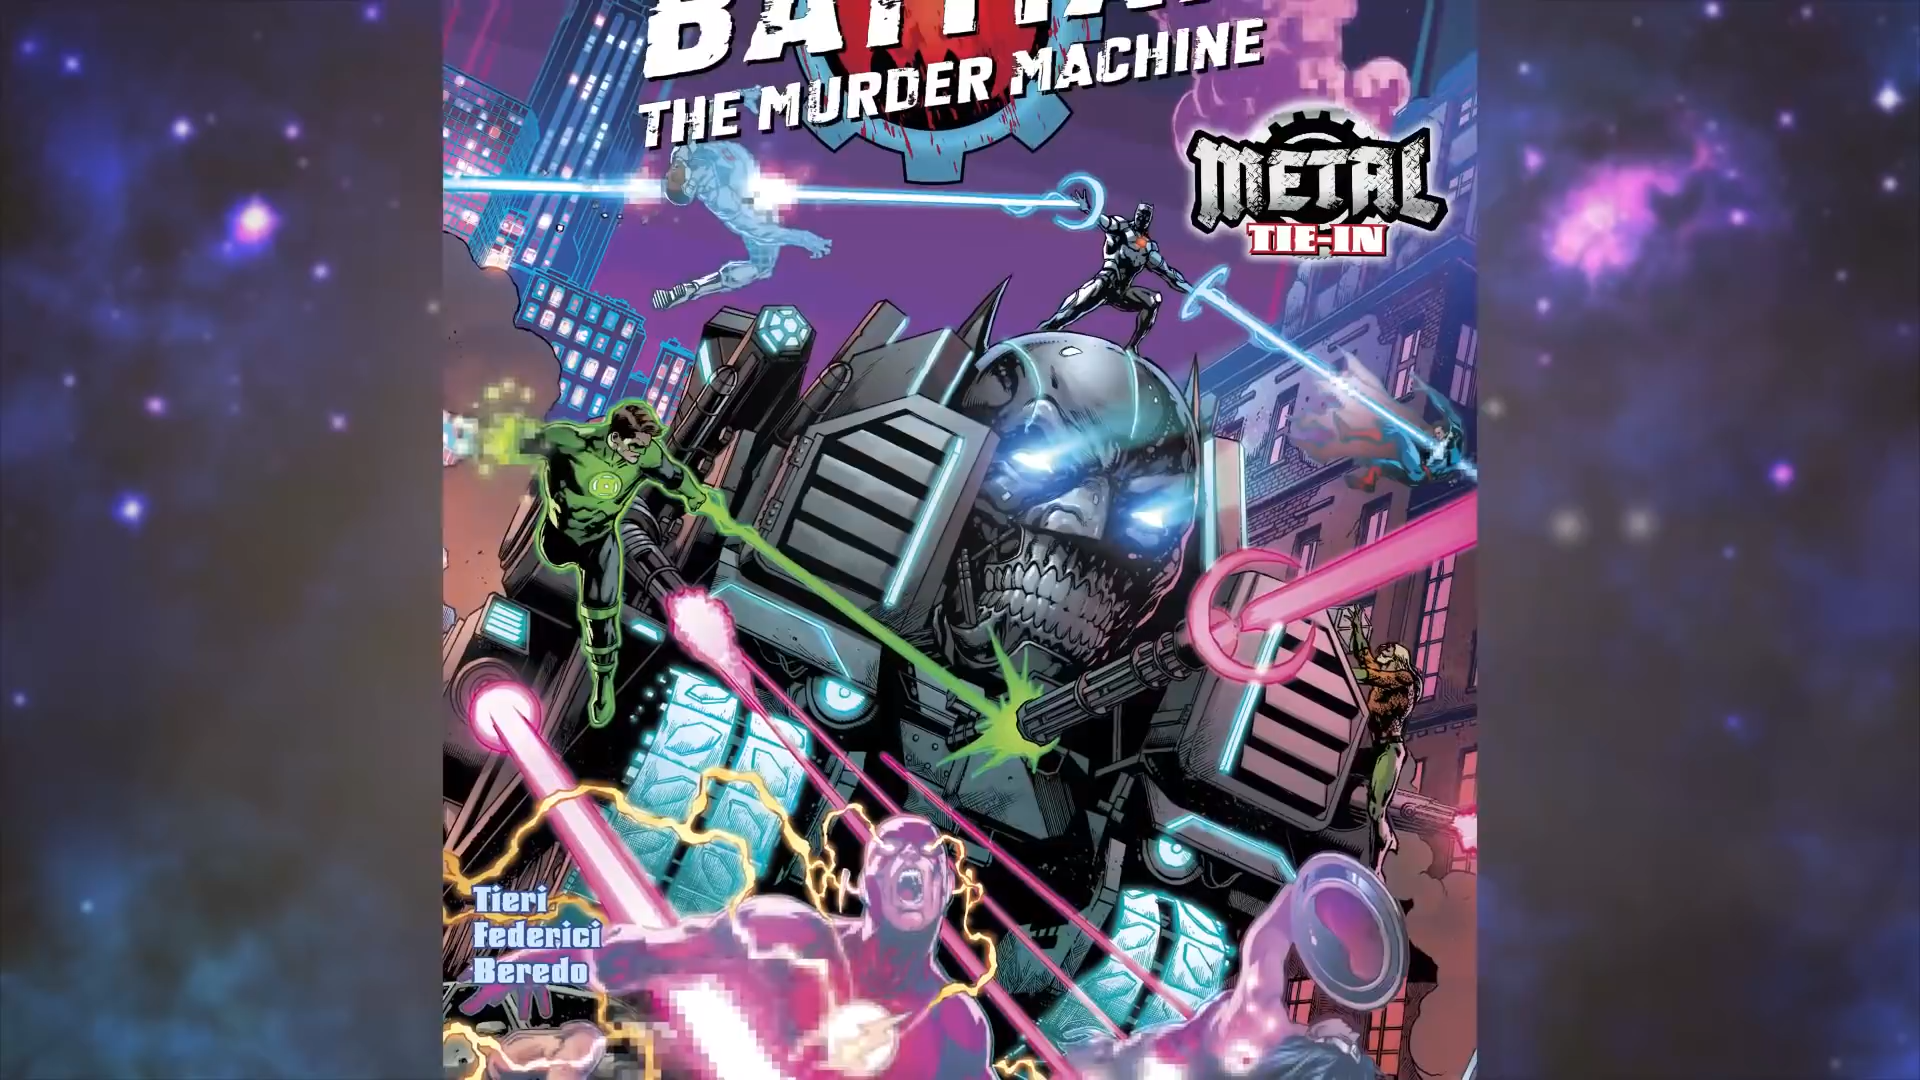 THE MURDER MACHINE
METAL
TIE-IN
Tieri
Federici
Beredo